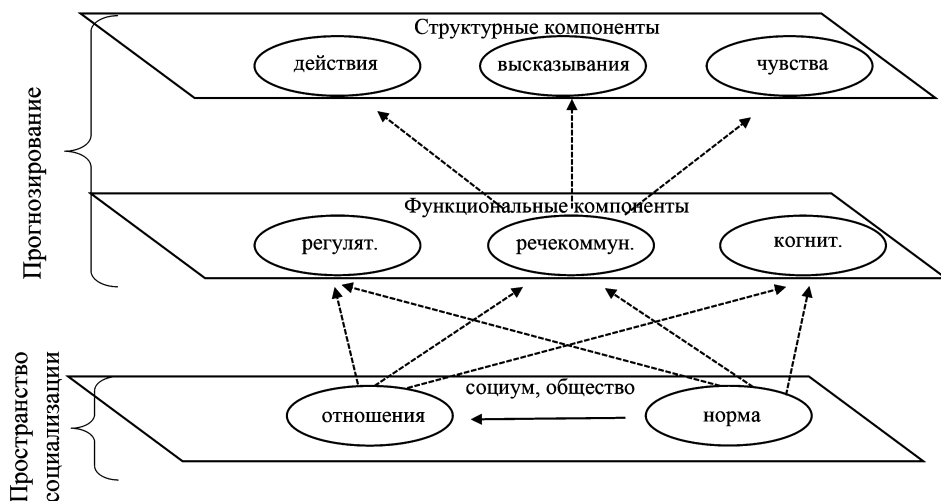 Структурные компоненты
действия
высказывания
чувства
Прогнозирование
Функциональные компоненты
регулят.
речекоммун.
когнит.
Пространство
социализации
социум, общество
отношения
норма